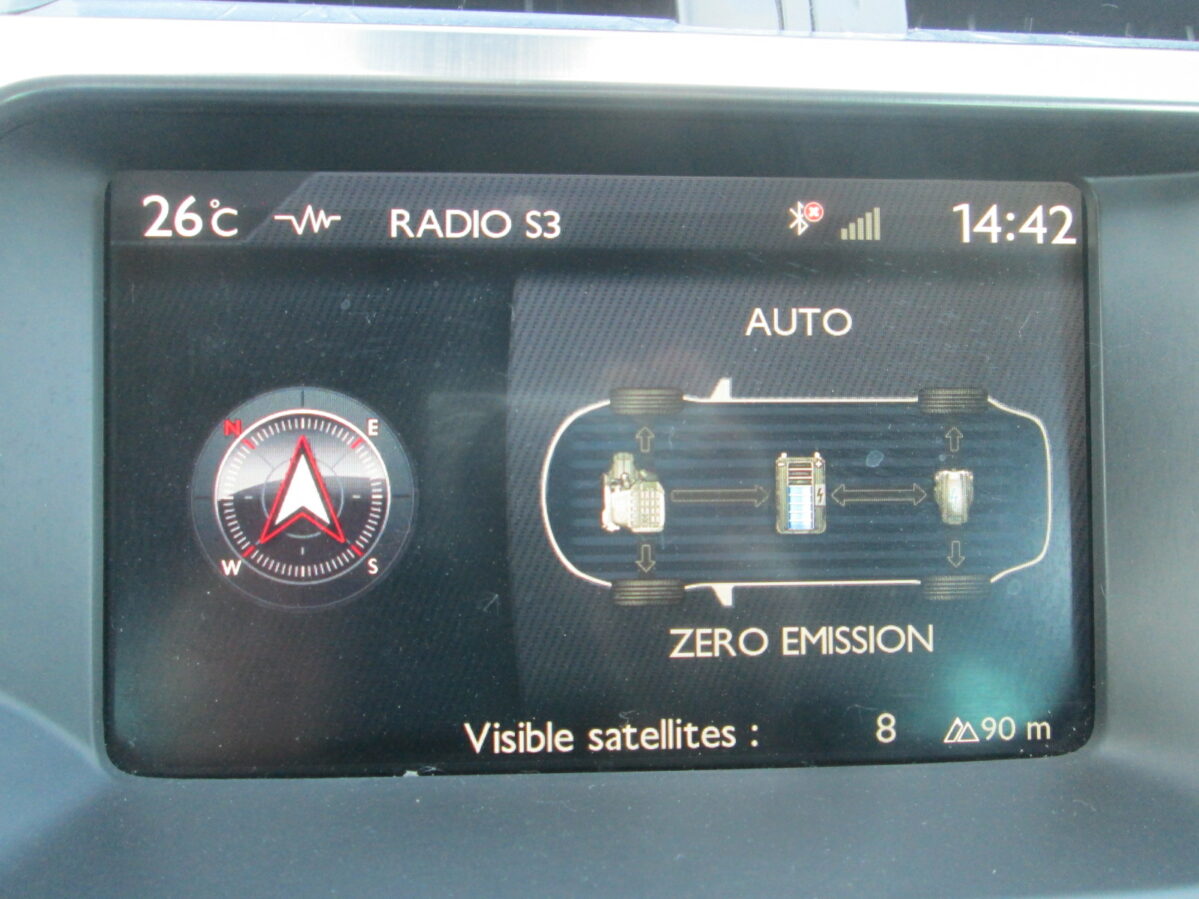 26°C RADIO S3 14:42
AUTO
N E
W S
ZERO EMISSION
Visible satellites : 8 90 m